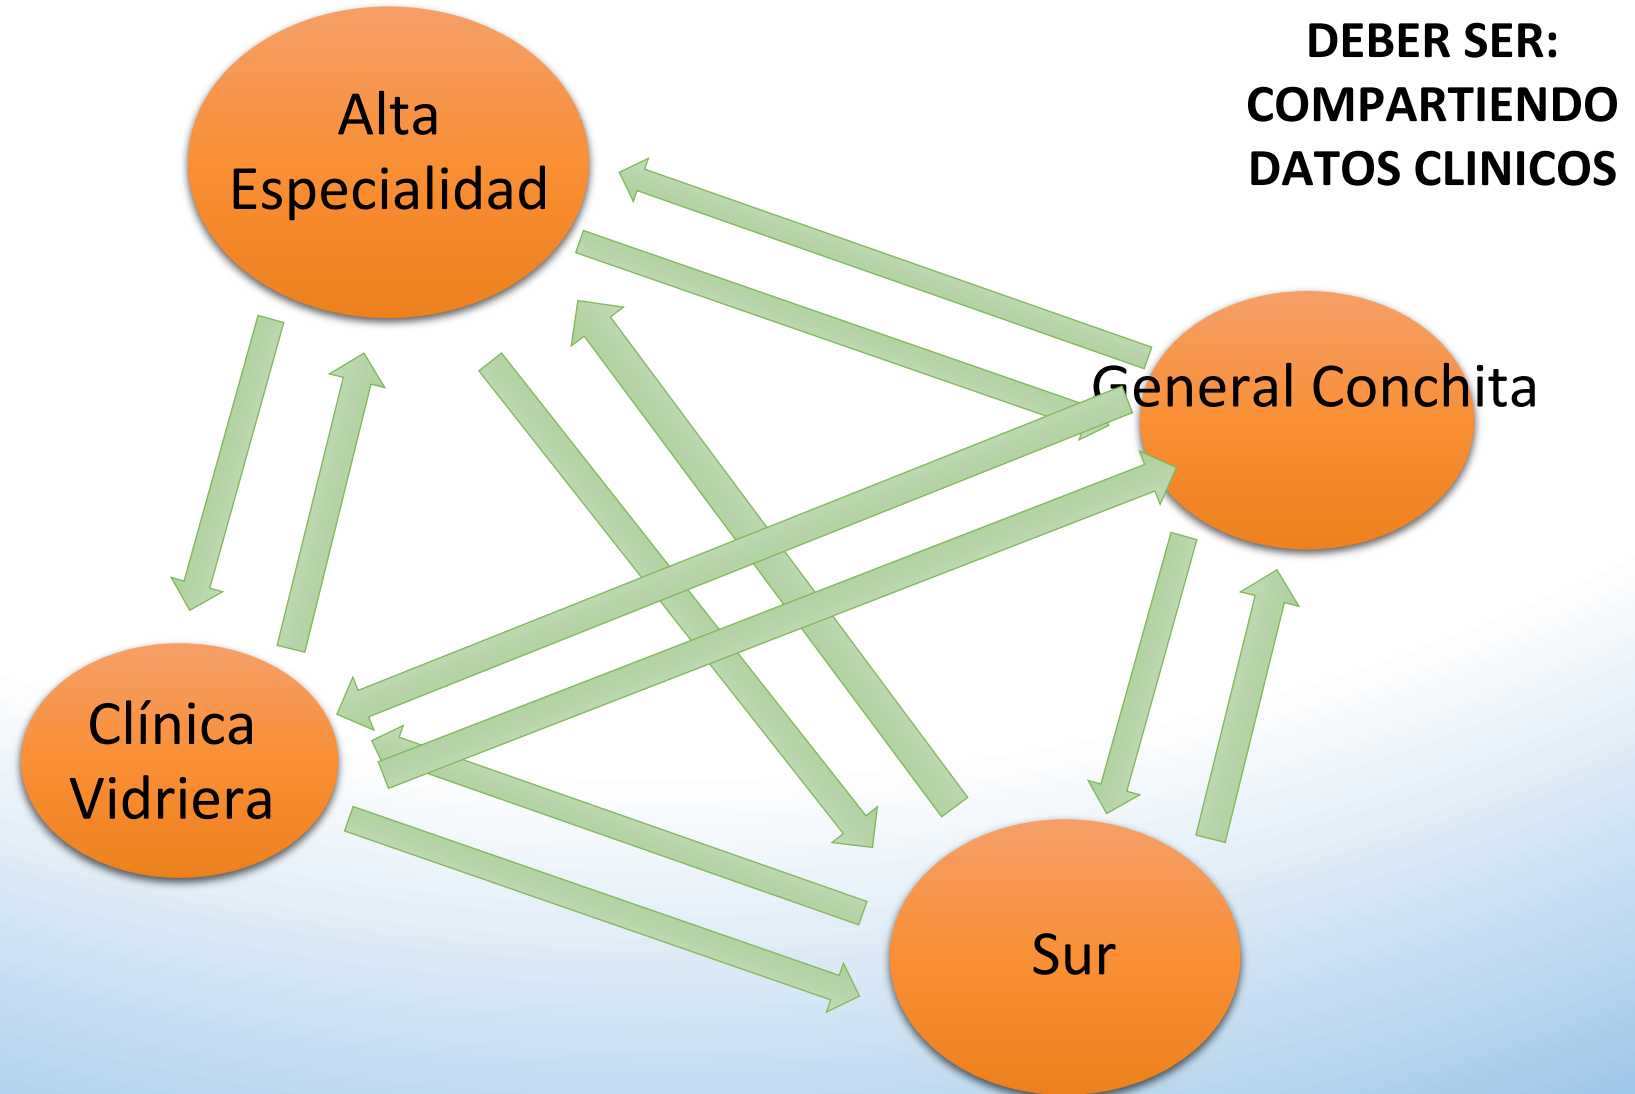 DEBER SER:
COMPARTIENDO
DATOS CLINICOS
Alta
Especialidad
General Conchita
Clínica
Vidriera
Sur